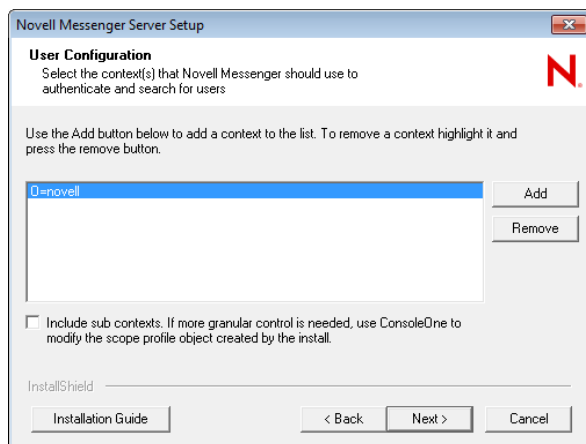 Novell Messenger Server Setup
User Configuration
Select the context(s) that Novell Messenger should use to
authenticate and search for users
N
Use the Add button below to add a context to the list. To remove a context highlight it and
press the remove button.
O=novell
Add
Remove
Include sub contexts. If more granular control is needed, use ConsoleOne to
modify the scope profile object created by the install.
InstallShield
Installation Guide
< Back
Next >
Cancel